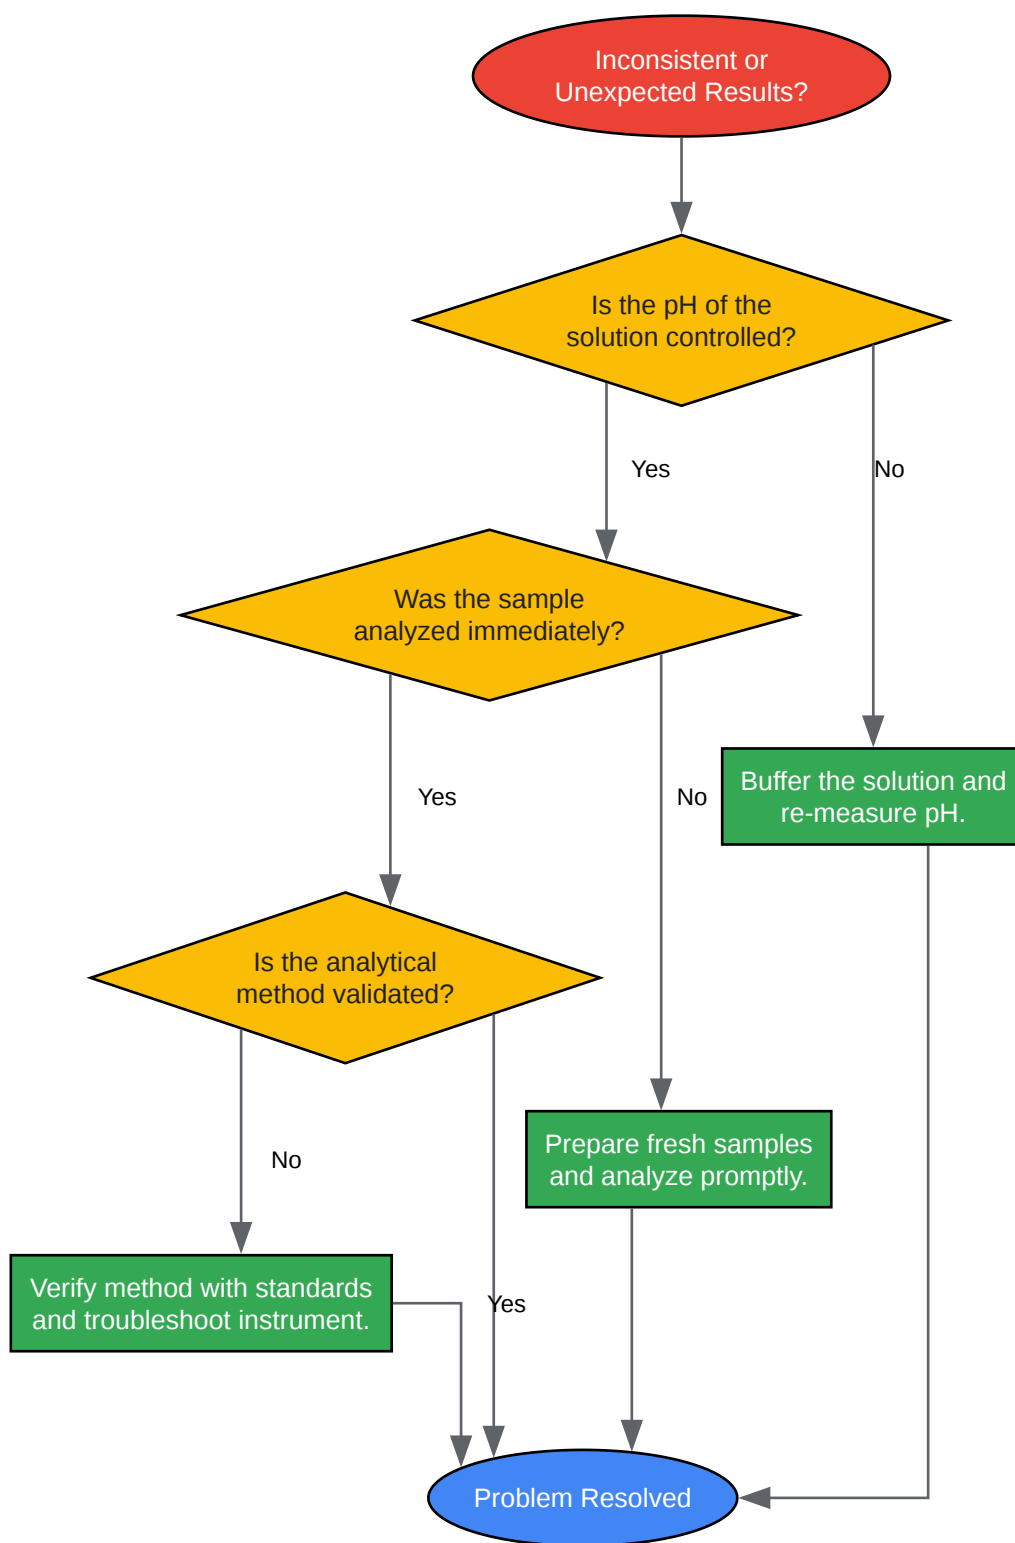 Inconsistent or
Unexpected Results?
Is the pH of the
solution controlled?
Yes
No
Was the sample
analyzed immediately?
Buffer the solution and
re-measure pH.
Yes
No
Is the analytical
method validated?
Prepare fresh samples
and analyze promptly.
No
Verify method with standards
and troubleshoot instrument.
Yes
Problem Resolved